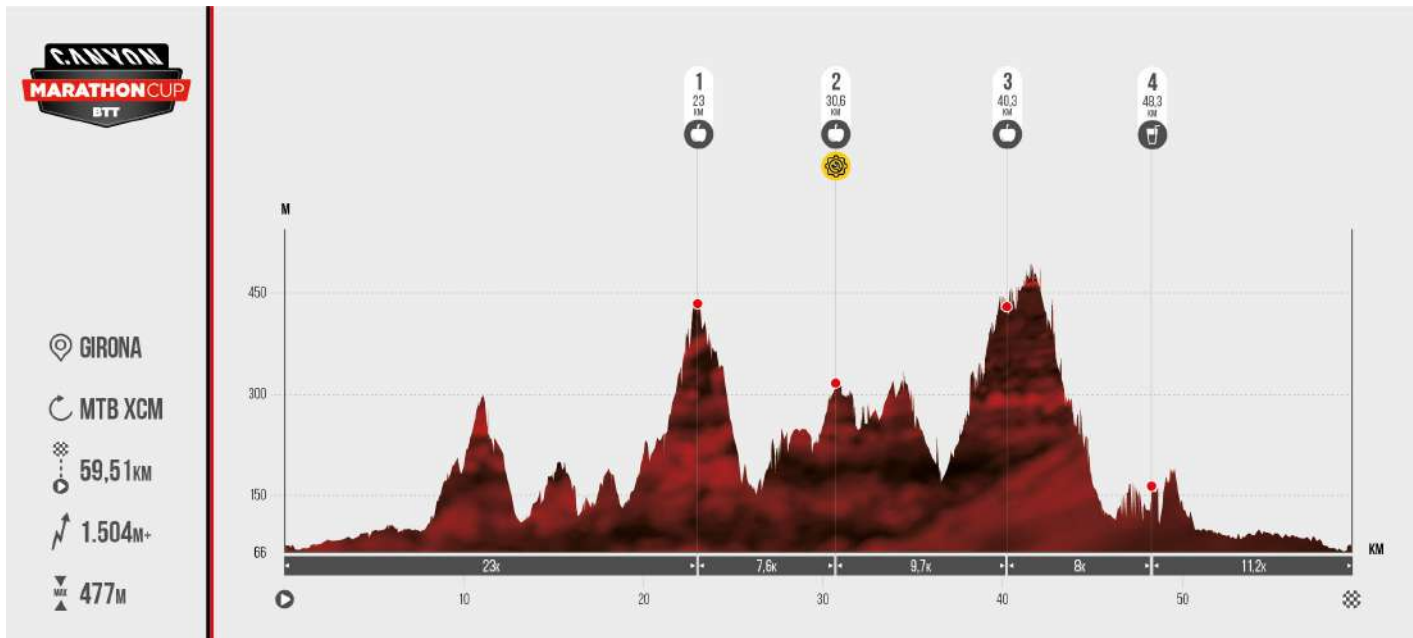 CANYON
MARATHON CUP
BTT
GIRONA
MTB XCM
59,51KM
1.504M+
MAX
477M
1
23
KM
2
30,6
KM
3
40,3
KM
4
48,3
KM
M
450
300
150
66
KM
23K
7,6K
9,7K
8K
11,2K
10
20
30
40
50